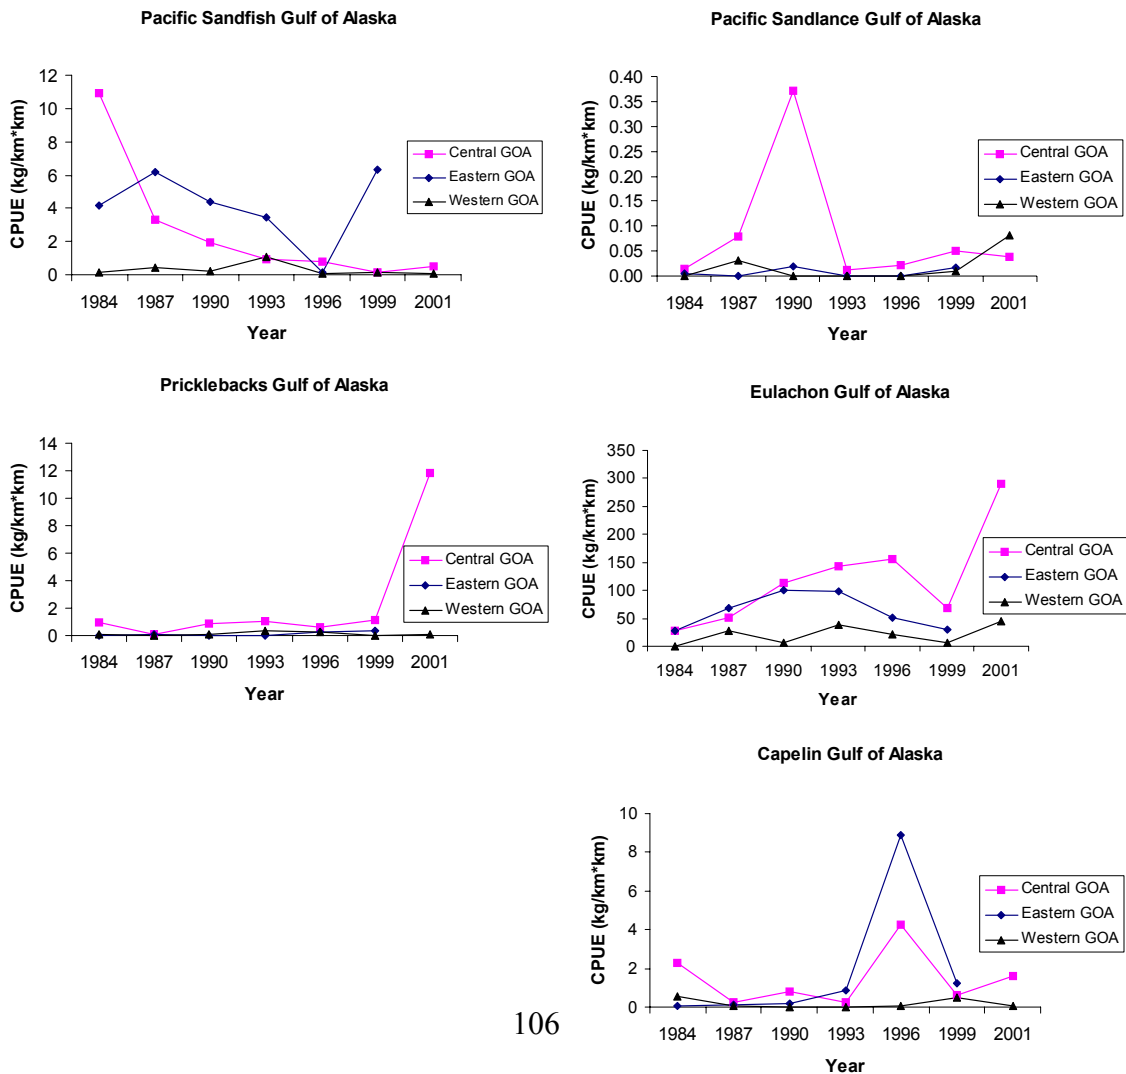 Pacific Sandfish Gulf of Alaska
12
10
8
6
4
2
0
CPUE (kg/km*km)
1984 1987 1990 1993 1996 1999 2001
Year
Central GOA
Eastern GOA
Western GOA
Pacific Sandlance Gulf of Alaska
0.40
0.35
0.30
0.25
0.20
0.15
0.10
0.05
0.00
CPUE (kg/km*km)
1984 1987 1990 1993 1996 1999 2001
Year
Central GOA
Eastern GOA
Western GOA
Pricklebacks Gulf of Alaska
14
12
10
8
6
4
2
0
CPUE (kg/km*km)
1984 1987 1990 1993 1996 1999 2001
Year
Central GOA
Eastern GOA
Western GOA
Eulachon Gulf of Alaska
350
300
250
200
150
100
50
0
CPUE (kg/km*km)
1984 1987 1990 1993 1996 1999 2001
Year
Central GOA
Eastern GOA
Western GOA
Capelin Gulf of Alaska
10
8
6
4
2
0
CPUE (kg/km*km)
1984 1987 1990 1993 1996 1999 2001
Year
Central GOA
Eastern GOA
Western GOA
106